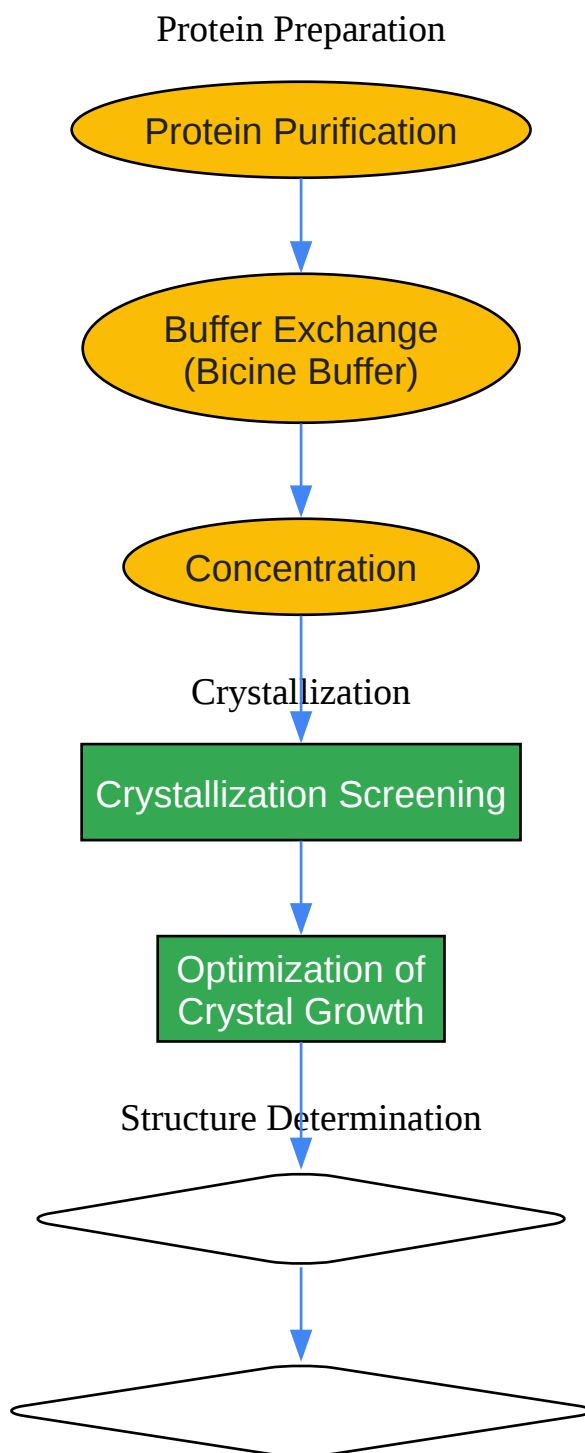 Protein Preparation
Protein Purification
Buffer Exchange
(Bicine Buffer)
Concentration
Crystallization
Crystallization Screening
Optimization of
Crystal Growth
Structure Determination